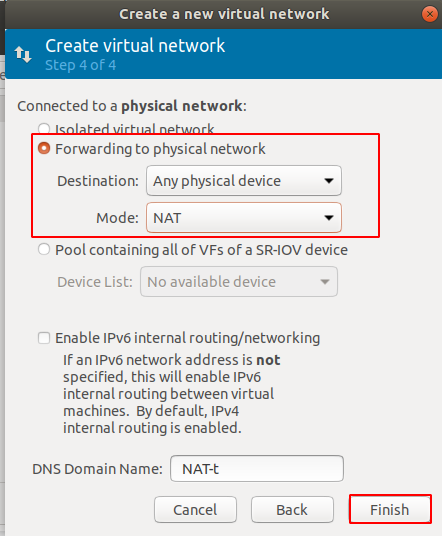 Create a new virtual network
Create virtual network
Step 4 of 4
Connected to a physical network:
Isolated virtual network
Forwarding to physical network
Destination: Any physical device
Mode: NAT
Pool containing all of VFs of a SR-IOV device
Device List: No available device
Enable IPv6 internal routing/networking
If an IPv6 network address is not
specified, this will enable IPv6
internal routing between virtual
machines. By default, IPv4
internal routing is enabled.
DNS Domain Name: NAT-t
Cancel Back Finish